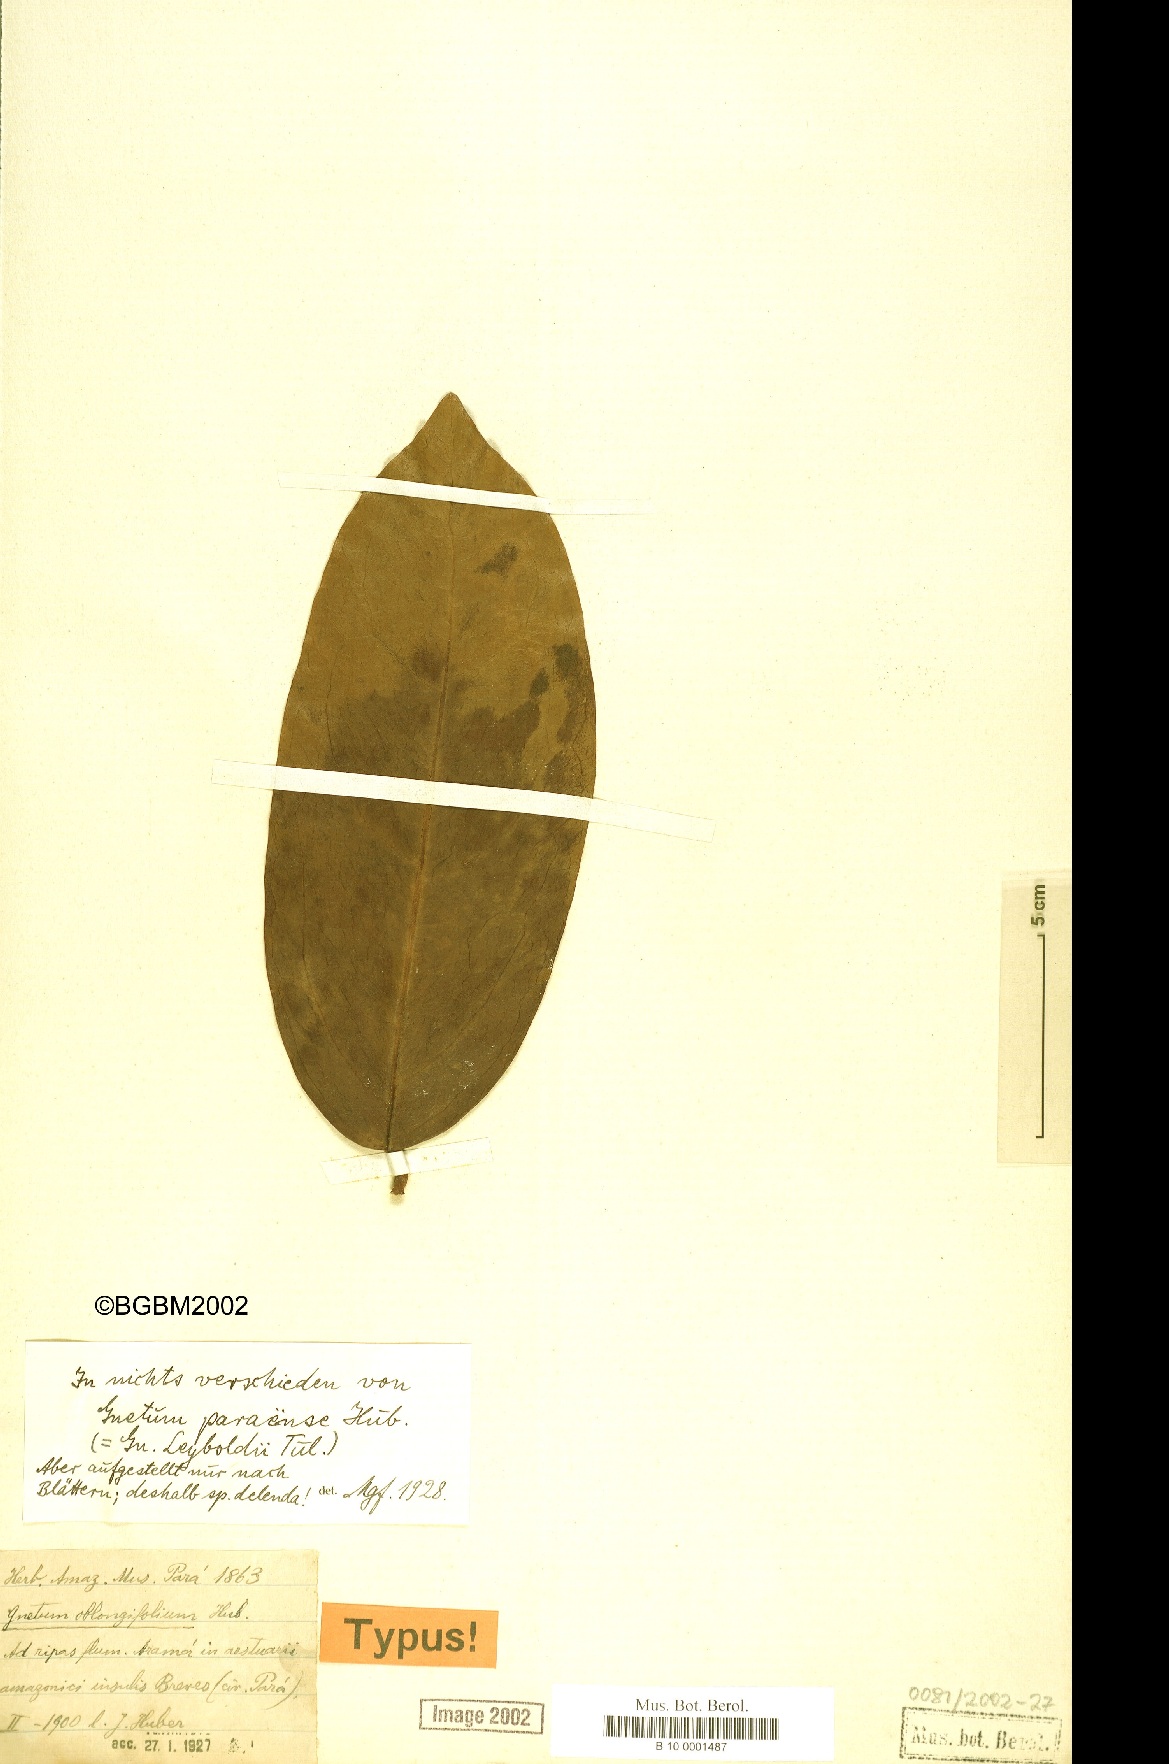 5 cm
©BGBM2002
In nichts verschieden von
Gnetum paraënse Hub.
(= Gn. Leyboldii Tul.)
Aber aufgestellt nur nach
Blättern; deshalb sp. delenda! det. Mgf. 1928.
Herb. Amaz. Mus. Pará 1863
Gnetum oblongifolium Hub.
Ad ripas flum. Aramá in aestuarii
amazonici insulis Breves (civ. Pará),
II - 1900 l. J. Huber
acc. 27. I. 1927
Typus!
Image 2002
Mus. Bot. Berol.
B 10 0001487
0081/2002-27
Mus. bot. Berol.